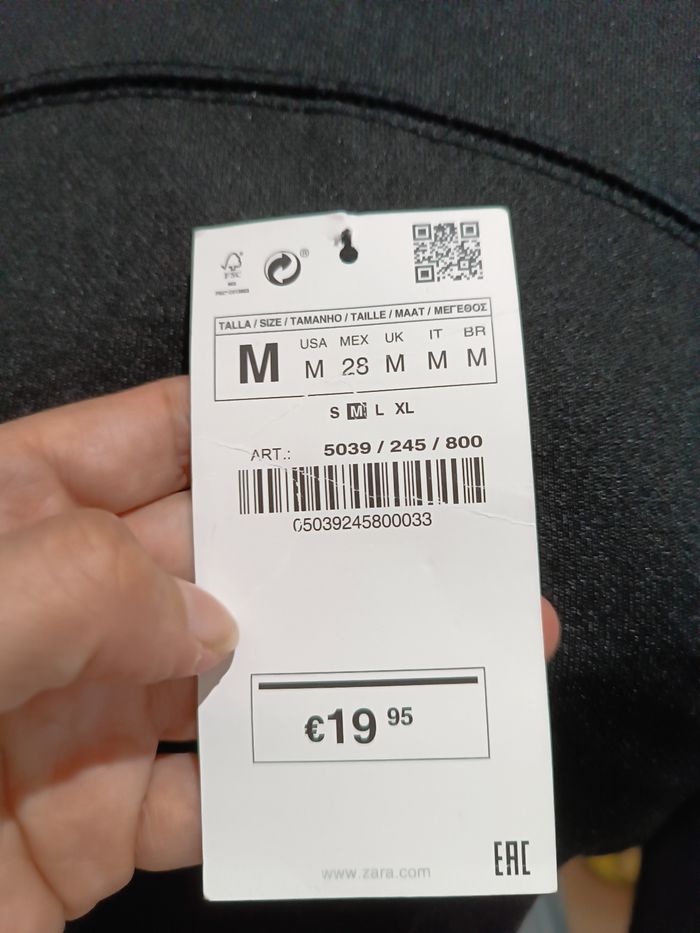 FSC
®
TALLA / SIZE / TAMANHO / TAILLE / MAAT / ΜΕΓΕΘΟΣ
M
USA MEX UK IT BR
M 28 M M M
S M L XL
ART.: 5039 / 245 / 800
05039245800033
€19 95
www.zara.com
EAC